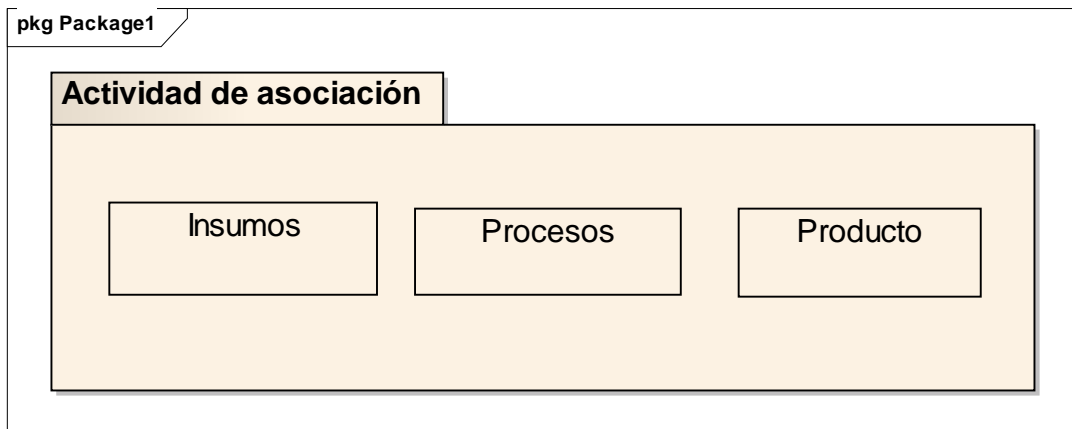 pkg Package1
Actividad de asociación
Insumos
Procesos
Producto